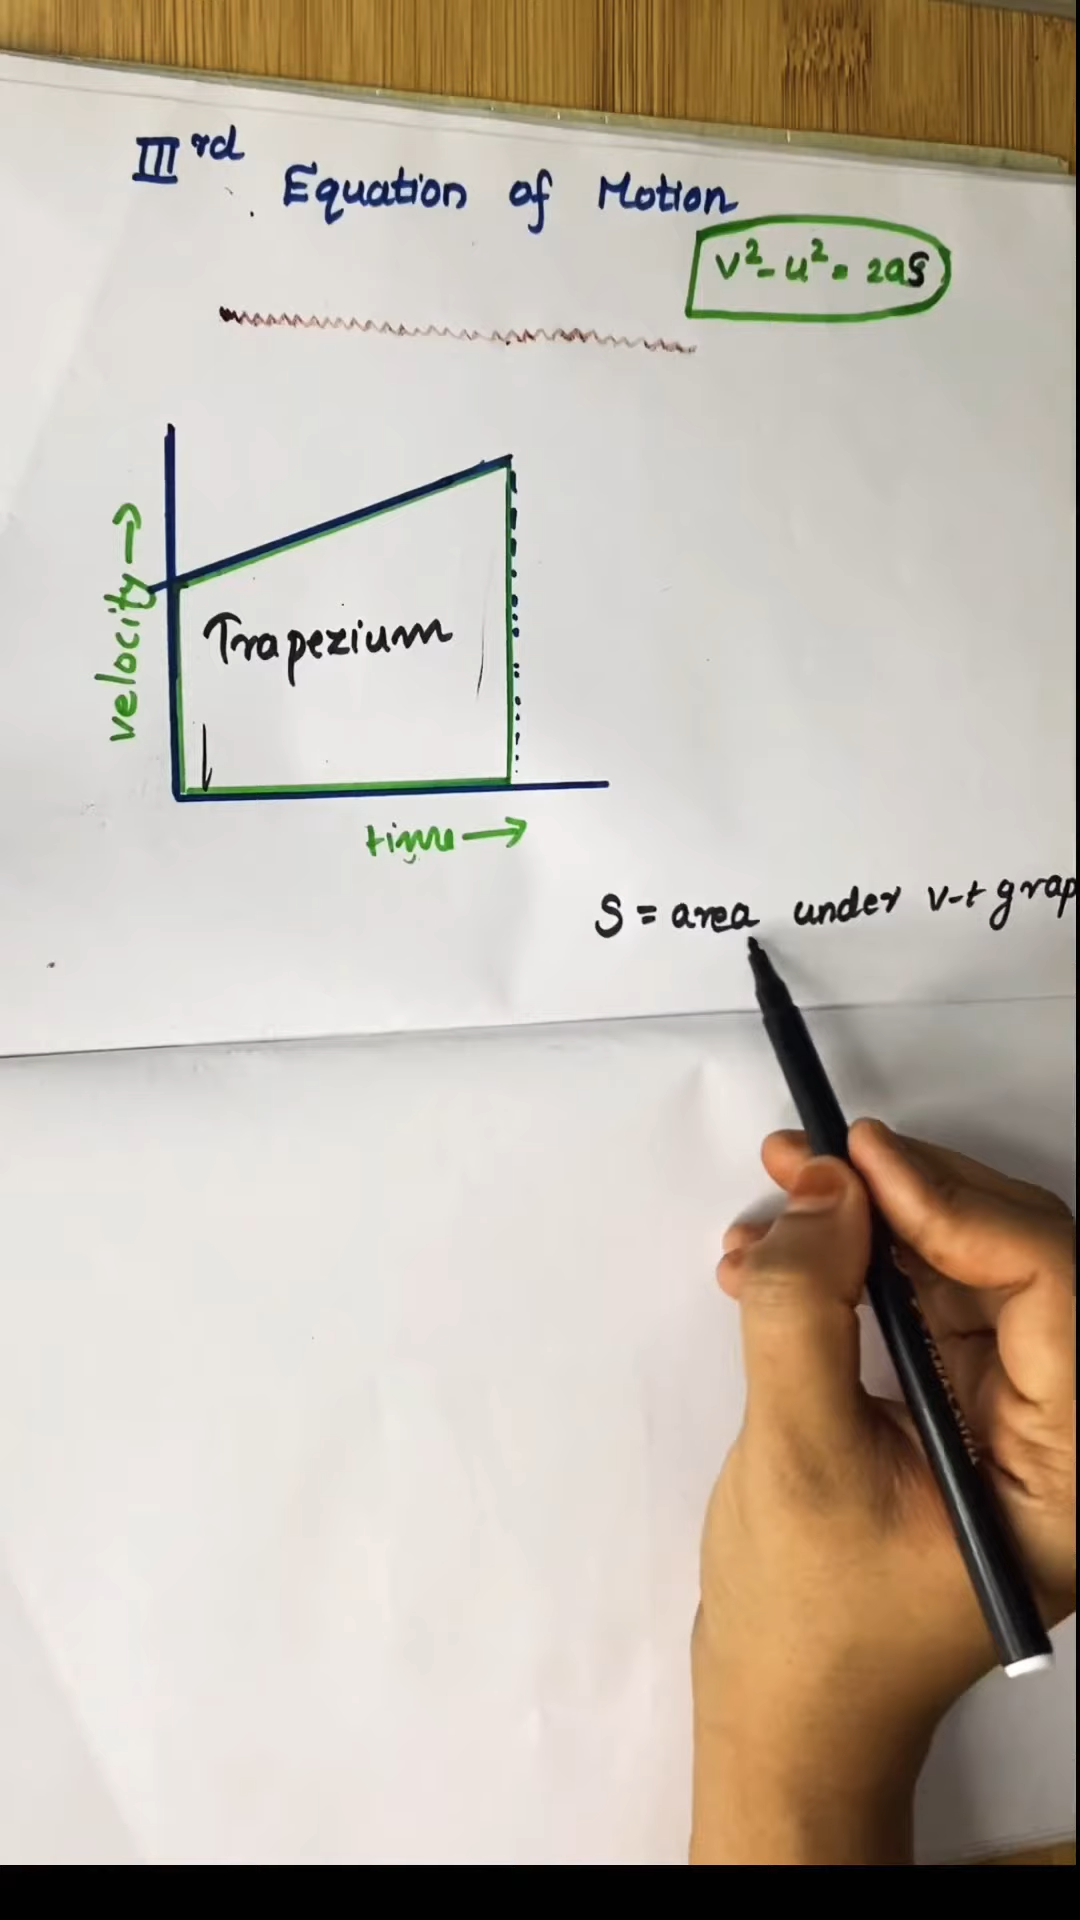 IIIrd Equation of Motion
v²-u² = 2as
velocity →
Trapezium
time →
S = area under v-t grap